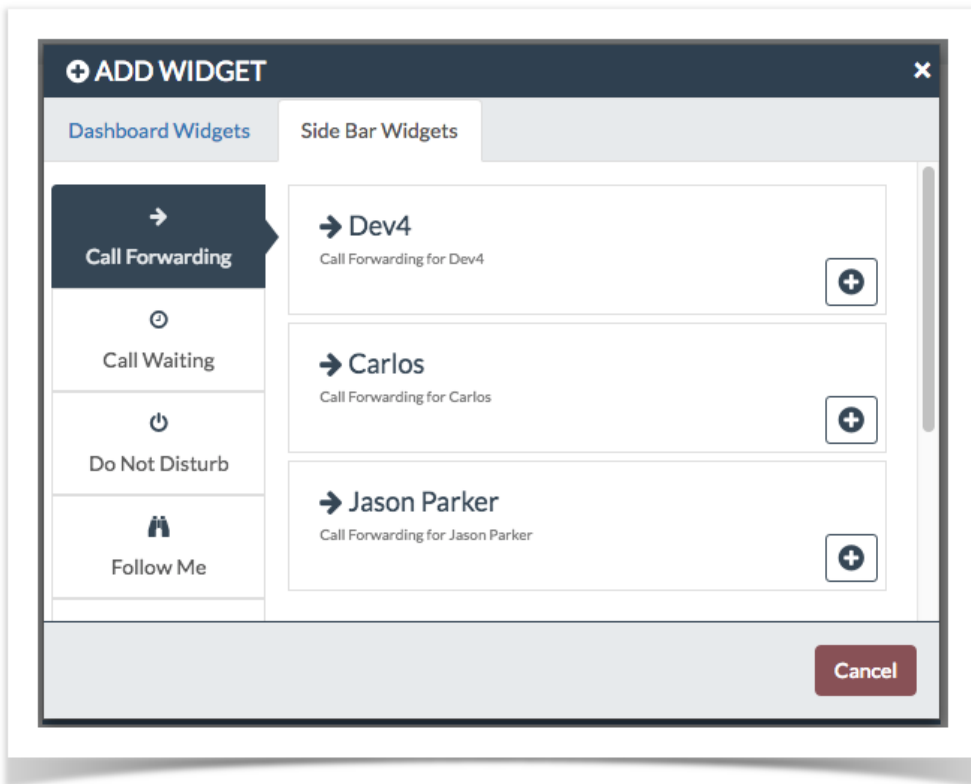 ADD WIDGET
Dashboard Widgets
Side Bar Widgets
Call Forwarding
Call Waiting
Do Not Disturb
Follow Me
Dev4
Call Forwarding for Dev4
Carlos
Call Forwarding for Carlos
Jason Parker
Call Forwarding for Jason Parker
Cancel